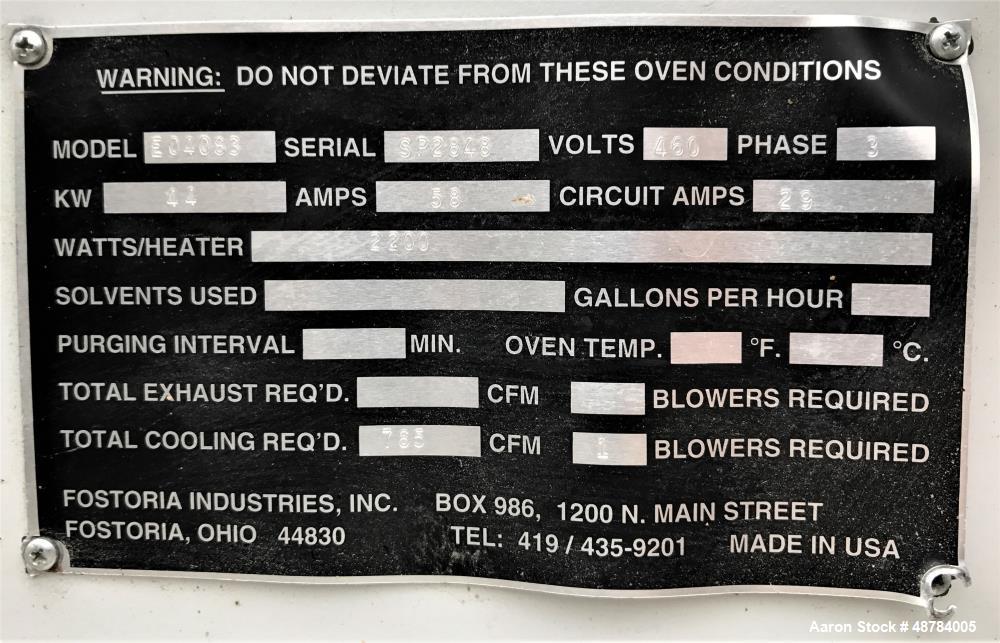 WARNING: DO NOT DEVIATE FROM THESE OVEN CONDITIONS
MODEL E04083 SERIAL SP2848 VOLTS 460 PHASE 3
KW 44 AMPS 58 CIRCUIT AMPS
WATTS/HEATER 2200
SOLVENTS USED GALLONS PER HOUR
PURGING INTERVAL MIN. OVEN TEMP. °F. °C.
TOTAL EXHAUST REQ'D. CFM BLOWERS REQUIRED
TOTAL COOLING REQ'D. CFM BLOWERS REQUIRED
FOSTORIA INDUSTRIES, INC. BOX 986, 1200 N. MAIN STREET
FOSTORIA, OHIO 44830 TEL: 419 / 435-9201 MADE IN USA
Aaron Stock # 48784005